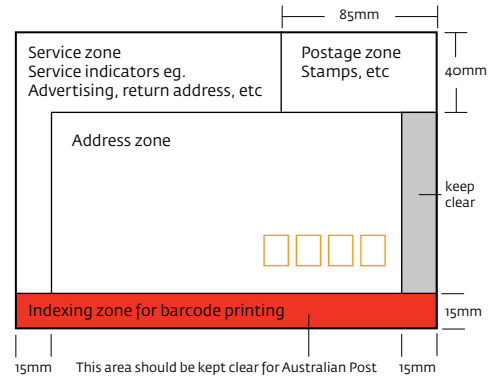 85mm
Service zone
Service indicators eg.
Advertising, return address, etc
Postage zone
Stamps, etc
40mm
Address zone
keep
clear
Indexing zone for barcode printing
15mm
15mm
This area should be kept clear for Australian Post
15mm